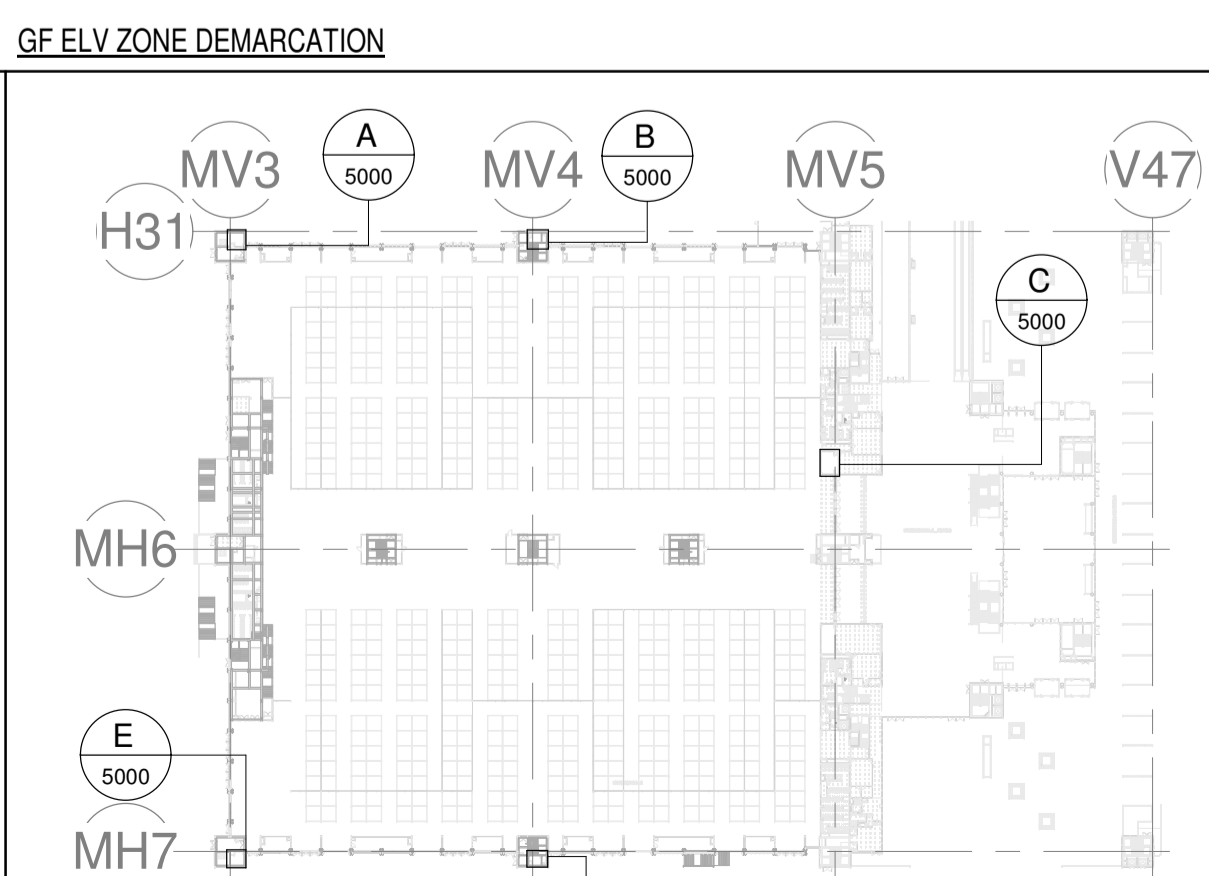 GF ELV ZONE DEMARCATION
A
5000
B
5000
MV3
MV4
MV5
V47
H31
C
5000
MH6
E
5000
MH7